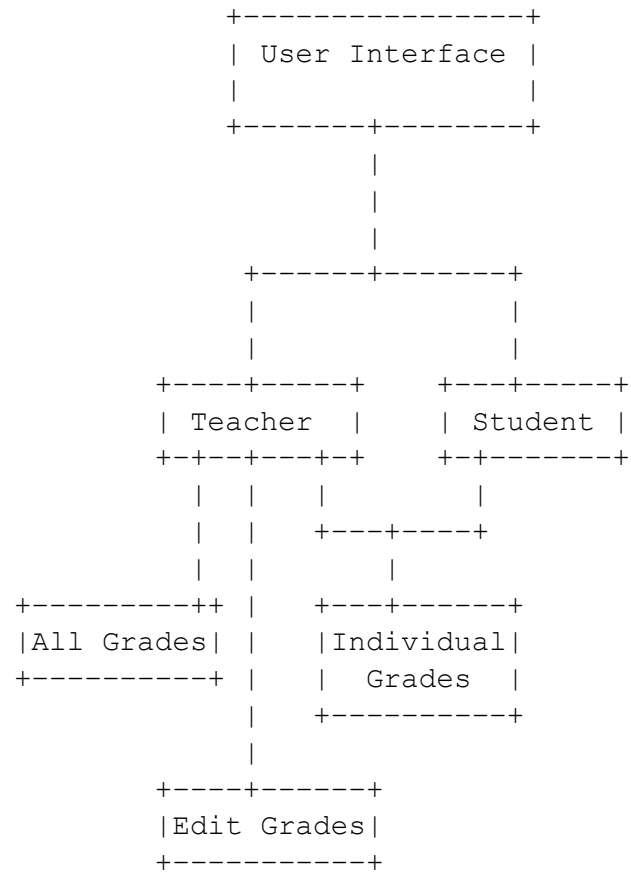 User Interface
Teacher
Student
All Grades
Individual
Grades
Edit Grades